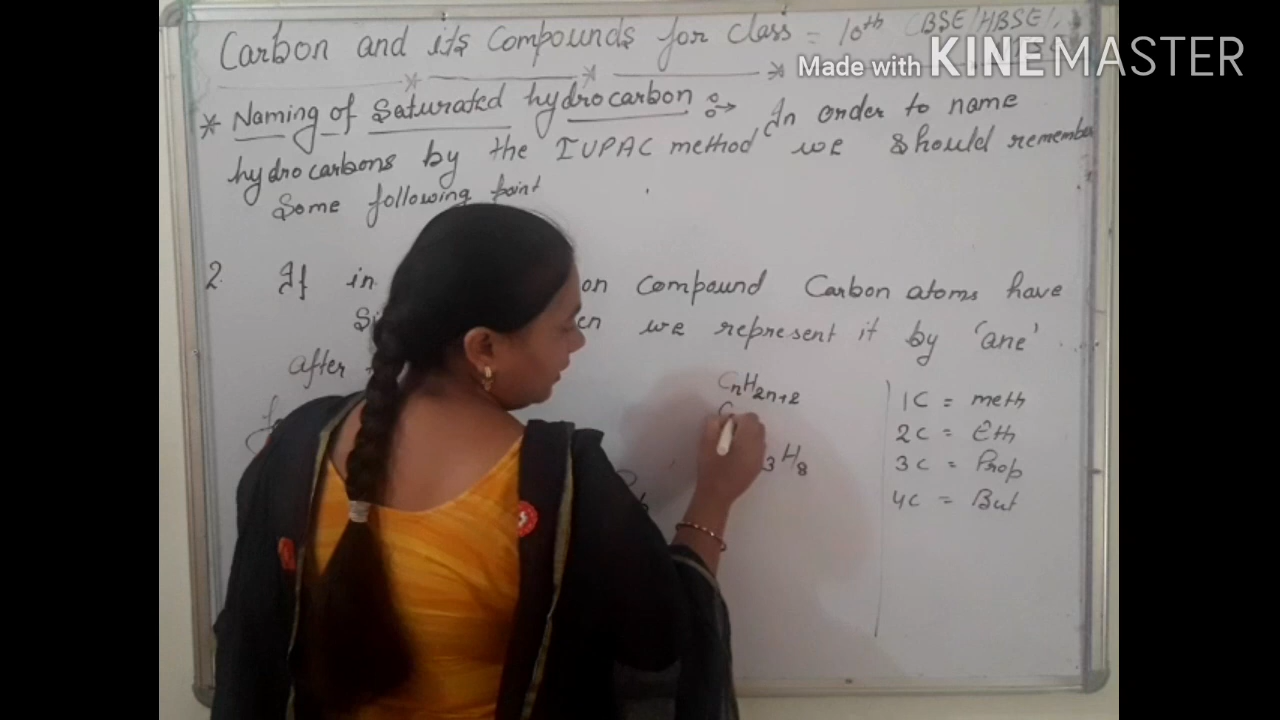 Carbon and its Compounds for class = 10th CBSE/HBSE/
Made with KINEMASTER
* Naming of Saturated hydrocarbon :→ In order to name
hydrocarbons by the IUPAC method we should remember
Some following point
2. If in on Compound Carbon atoms have
Si en we represent it by 'ane'
after
CnH2n+2
C
3H8
1C = meth
2C = Eth
3C = Prop
4C = But